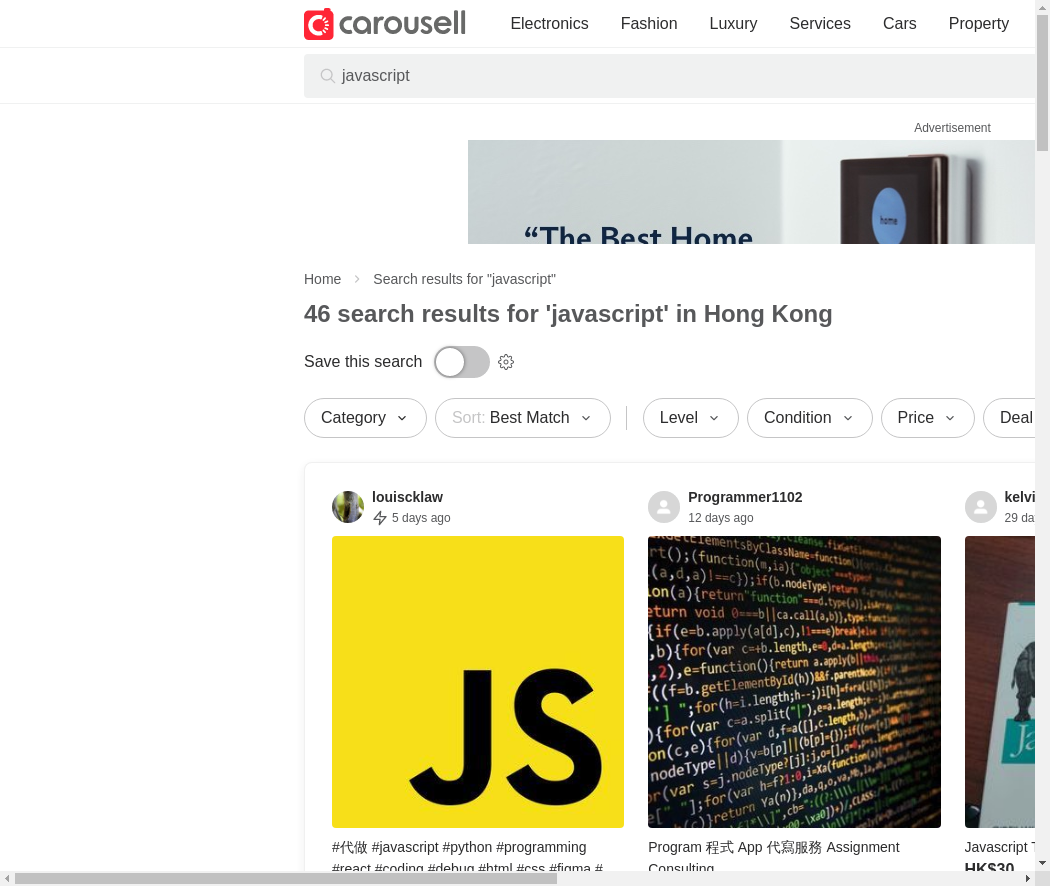 carousell
Electronics
Fashion
Luxury
Services
Cars
Property
javascript
Advertisement
“The Best Home
home
Home
Search results for "javascript"
46 search results for 'javascript' in Hong Kong
Save this search
Category
Sort: Best Match
Level
Condition
Price
Deal
louiscklaw
5 days ago
Programmer1102
12 days ago
kelvi
29 da
JS
#代做 #javascript #python #programming
#react #coding #debug #html #css #figma #
Program 程式 App 代寫服務 Assignment
Consulting
Javascript T
HK$30